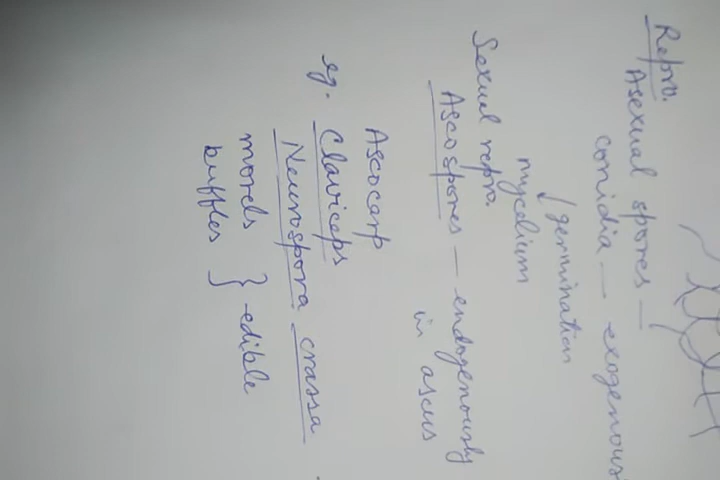 Repro.
Asexual spores —
conidia — exogenous
↓ germination
mycelium
Sexual repro.
Ascospores — endogenously
in ascus
Ascocarp
eg. Claviceps
Neurospora crassa
morels
buffles } edible